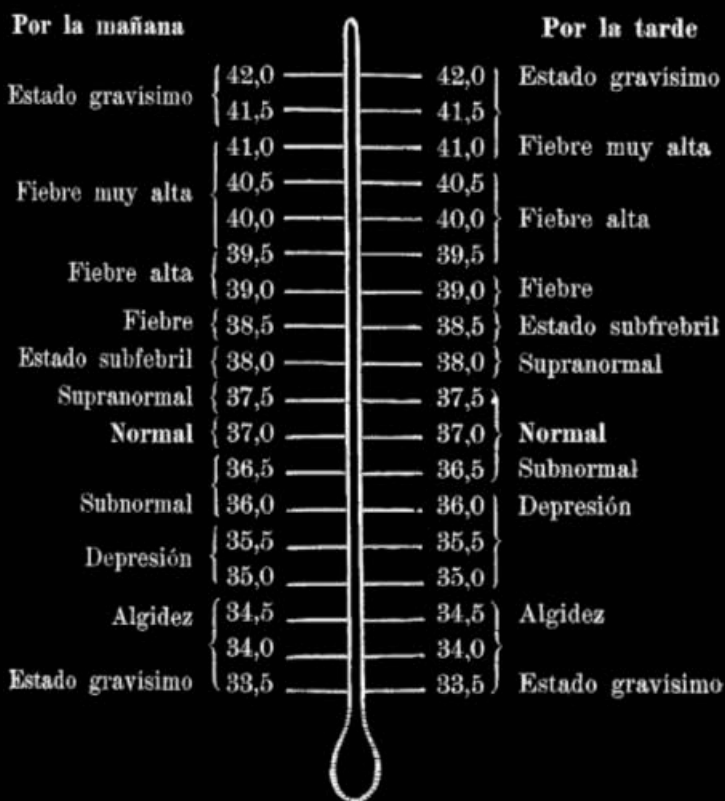 Por la mañana Por la tarde
42,0 42,0 Estado gravísimo
Estado gravísimo
41,5 41,5
41,0 41,0 Fiebre muy alta
40,5 40,5
Fiebre muy alta
40,0 40,0 Fiebre alta
39,5 39,5
Fiebre alta
39,0 39,0 Fiebre
Fiebre 38,5 38,5 Estado subfrebril
Estado subfebril 38,0 38,0 Supranormal
Supranormal 37,5 37,5
Normal 37,0 37,0 Normal
36,5 36,5 Subnormal
Subnormal 36,0 36,0 Depresión
35,5 35,5
Depresión
35,0 35,0
Algidez 34,5 34,5 Algidez
34,0 34,0
Estado gravísimo 33,5 33,5 Estado gravísimo